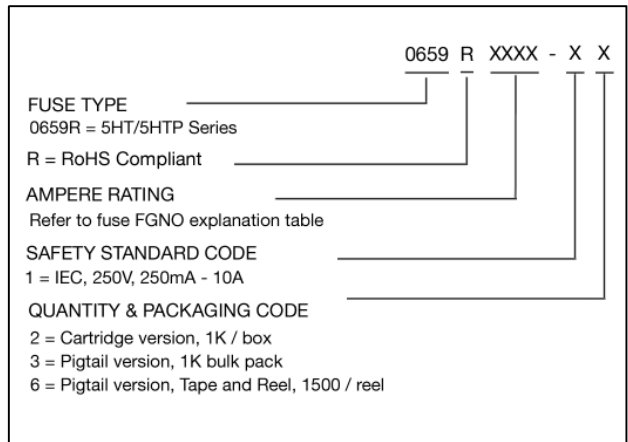 0659 R XXXX - X X
FUSE TYPE
0659R = 5HT/5HTP Series
R = RoHS Compliant
AMPERE RATING
Refer to fuse FGNO explanation table
SAFETY STANDARD CODE
1 = IEC, 250V, 250mA - 10A
QUANTITY & PACKAGING CODE
2 = Cartridge version, 1K / box
3 = Pigtail version, 1K bulk pack
6 = Pigtail version, Tape and Reel, 1500 / reel